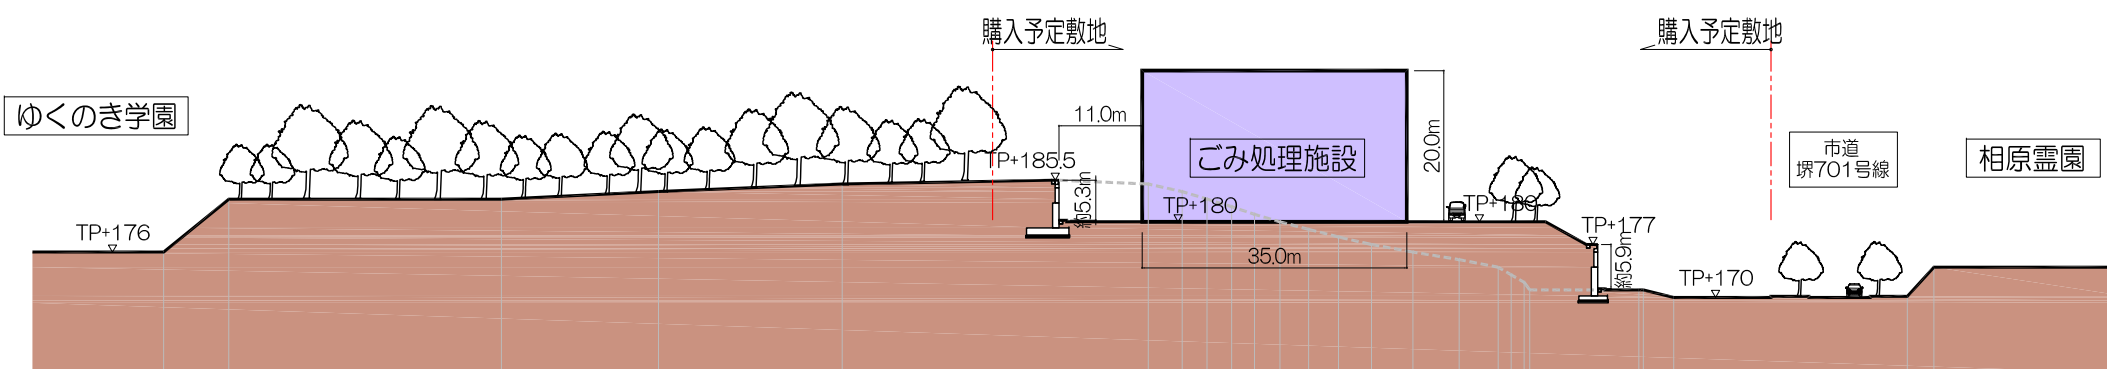 購入予定敷地
購入予定敷地
ゆくのき学園
11.0m
20.0m
ごみ処理施設
市道
堺701号線
相原霊園
TP+185.5
約5.3m
TP+180
TP+180
TP+176
TP+177
約5.9m
35.0m
TP+170